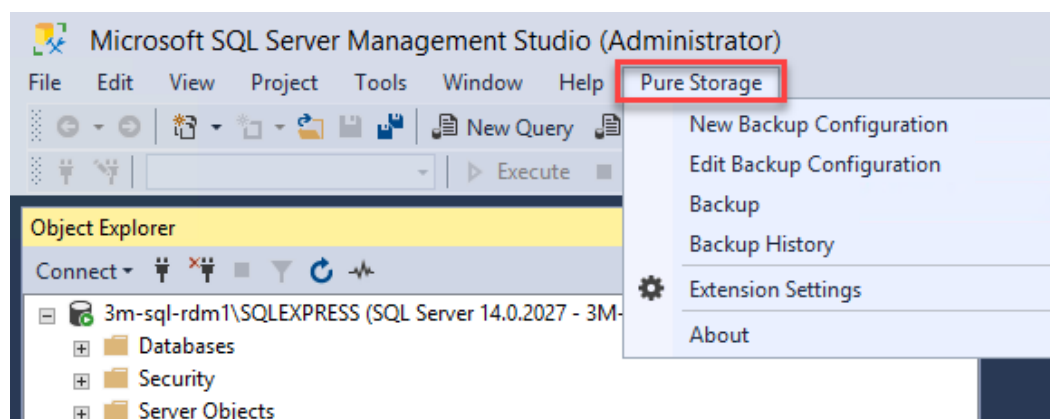 Microsoft SQL Server Management Studio (Administrator)
File Edit View Project Tools Window Help Pure Storage
New Query
Execute
New Backup Configuration
Edit Backup Configuration
Backup
Backup History
Extension Settings
About
Object Explorer
Connect
3m-sql-rdm1\SQLEXPRESS (SQL Server 14.0.2027 - 3M-
Databases
Security
Server Objects